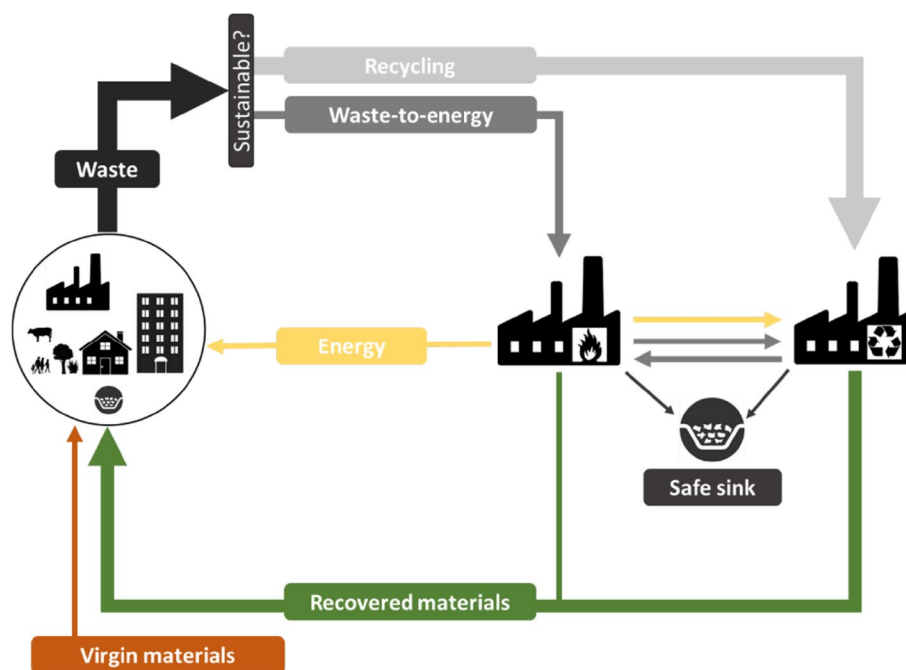 Sustainable?
Recycling
Waste-to-energy
Waste
Energy
Safe sink
Recovered materials
Virgin materials